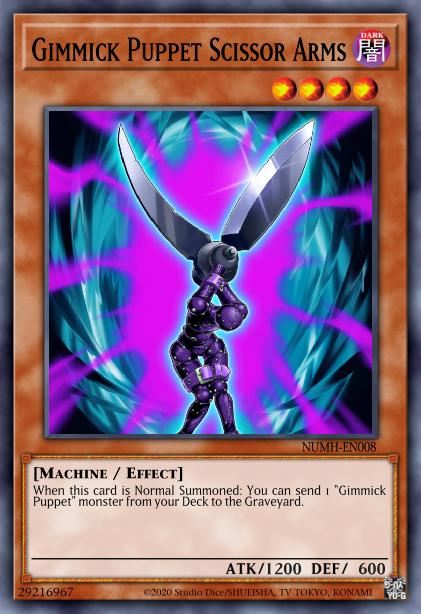 Gimmick Puppet Scissor Arms
DARK
闇
NUMH-EN008
[Machine / Effect]
When this card is Normal Summoned: You can send 1 "Gimmick
Puppet" monster from your Deck to the Graveyard.
ATK/1200 DEF/ 600
29216967
©2020 Studio Dice/SHUEISHA, TV TOKYO, KONAMI